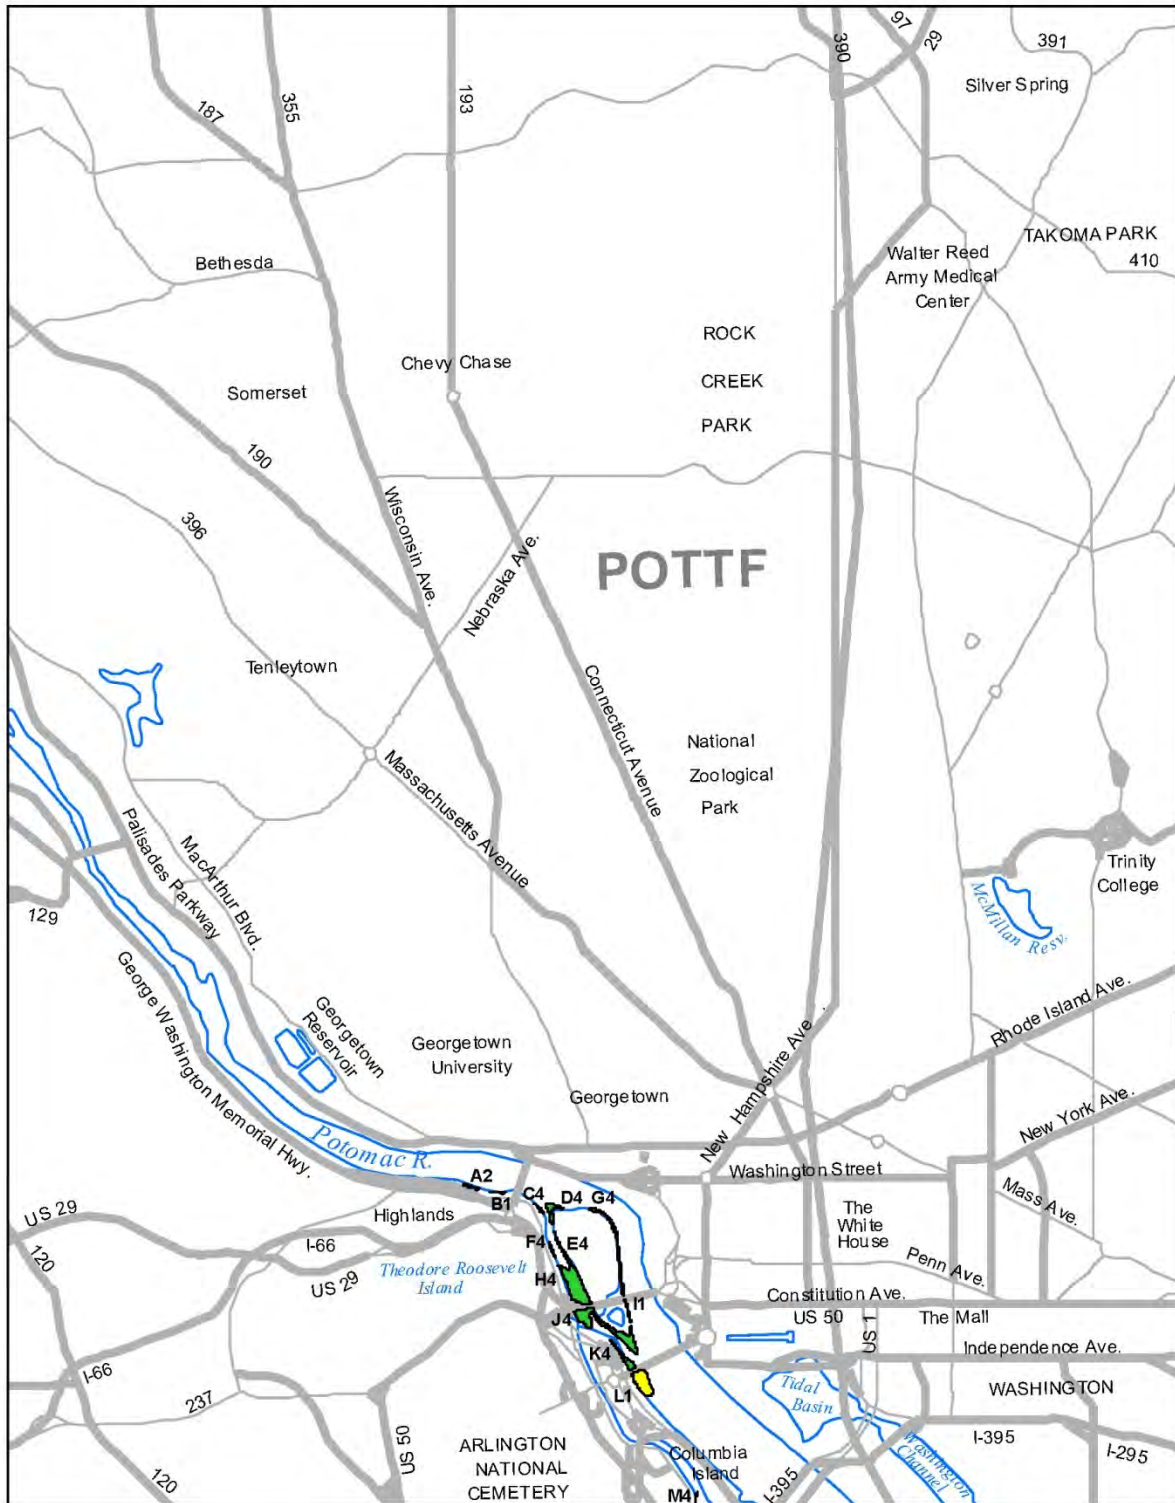 97
29
390
391
Silver Spring
355
193
187
TAKOMA PARK
410
Walter Reed
Army Medical
Center
Bethesda
ROCK
CREEK
PARK
Chevy Chase
Somerset
190
396
Wisconsin Ave.
Nebraska Ave.
POTTF
Tenleytown
Connecticut Avenue
National
Zoological
Park
Massachusetts Avenue
Palisades Parkway
MacArthur Blvd.
Trinity
College
McMillan Resv.
129
George Washington Memorial Hwy.
Georgetown
Reservoir
Georgetown
University
Rhode Island Ave.
Georgetown
New Hampshire Ave.
New York Ave.
Potomac R.
Washington Street
A2
B1
C4
D4
G4
Mass Ave.
US 29
Highlands
The
White
House
I-66
F4
E4
120
US 29
Theodore Roosevelt
Island
H4
Penn Ave.
I1
Constitution Ave.
J4
US 50
The Mall
US 1
K4
Independence Ave.
I-66
L1
Tidal
Basin
WASHINGTON
237
US 50
ARLINGTON
NATIONAL
CEMETERY
Columbia
Island
Washington
Channel
I-395
I-295
120
I-395
M4